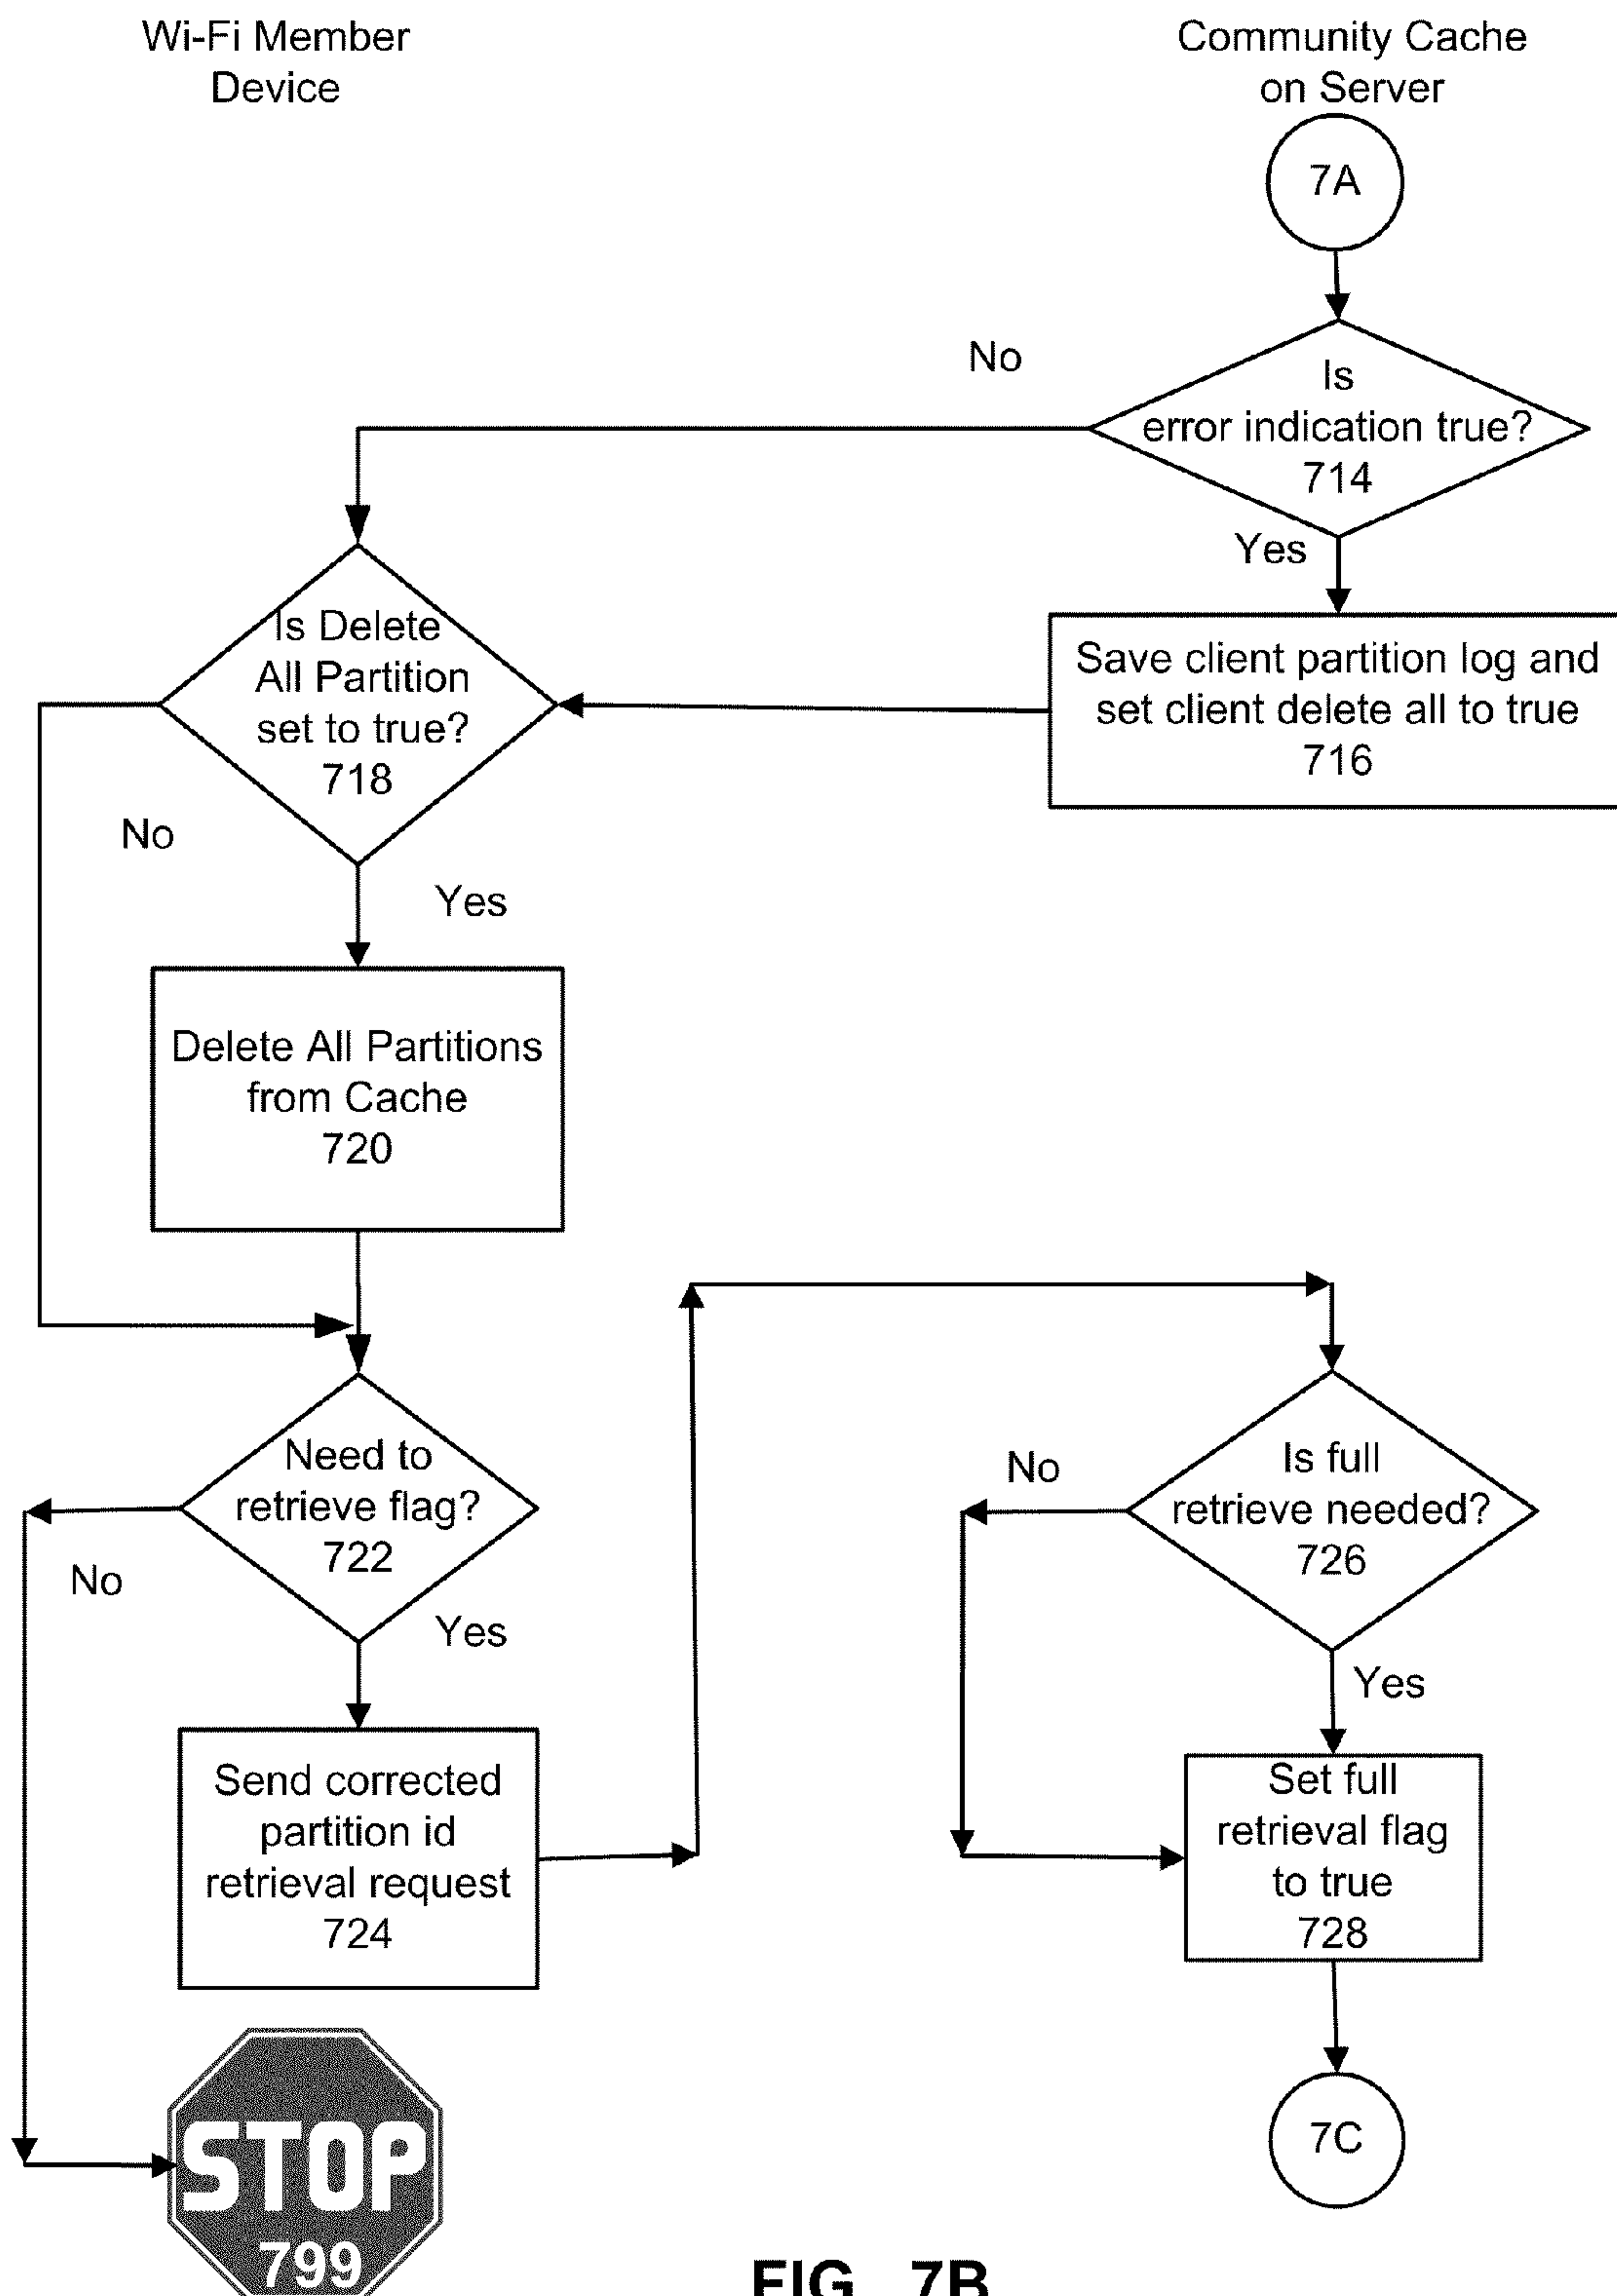 Wi-Fi Member
Device
Community Cache
on Server
7A
No
Is
error indication true?
714
Yes
Is Delete
All Partition
set to true?
718
Save client partition log and
set client delete all to true
716
No
Yes
Delete All Partitions
from Cache
720
Need to
retrieve flag?
722
No
Yes
No
Is full
retrieve needed?
726
Yes
Send corrected
partition id
retrieval request
724
Set full
retrieval flag
to true
728
STOP
799
7C
FIG. 7B